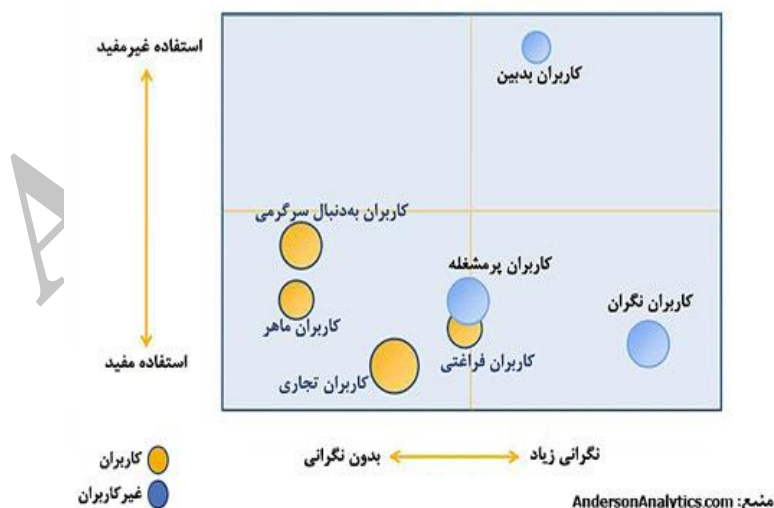 استفاده غیرمفید
کاربران بدبین
کاربران به‌دنبال سرگرمی
کاربران پرمشغله
کاربران نگران
کاربران ماهر
کاربران فراغتی
استفاده مفید
کاربران تجاری
نگرانی زیاد
بدون نگرانی
کاربران
غیرکاربران
منبع: AndersonAnalytics.com